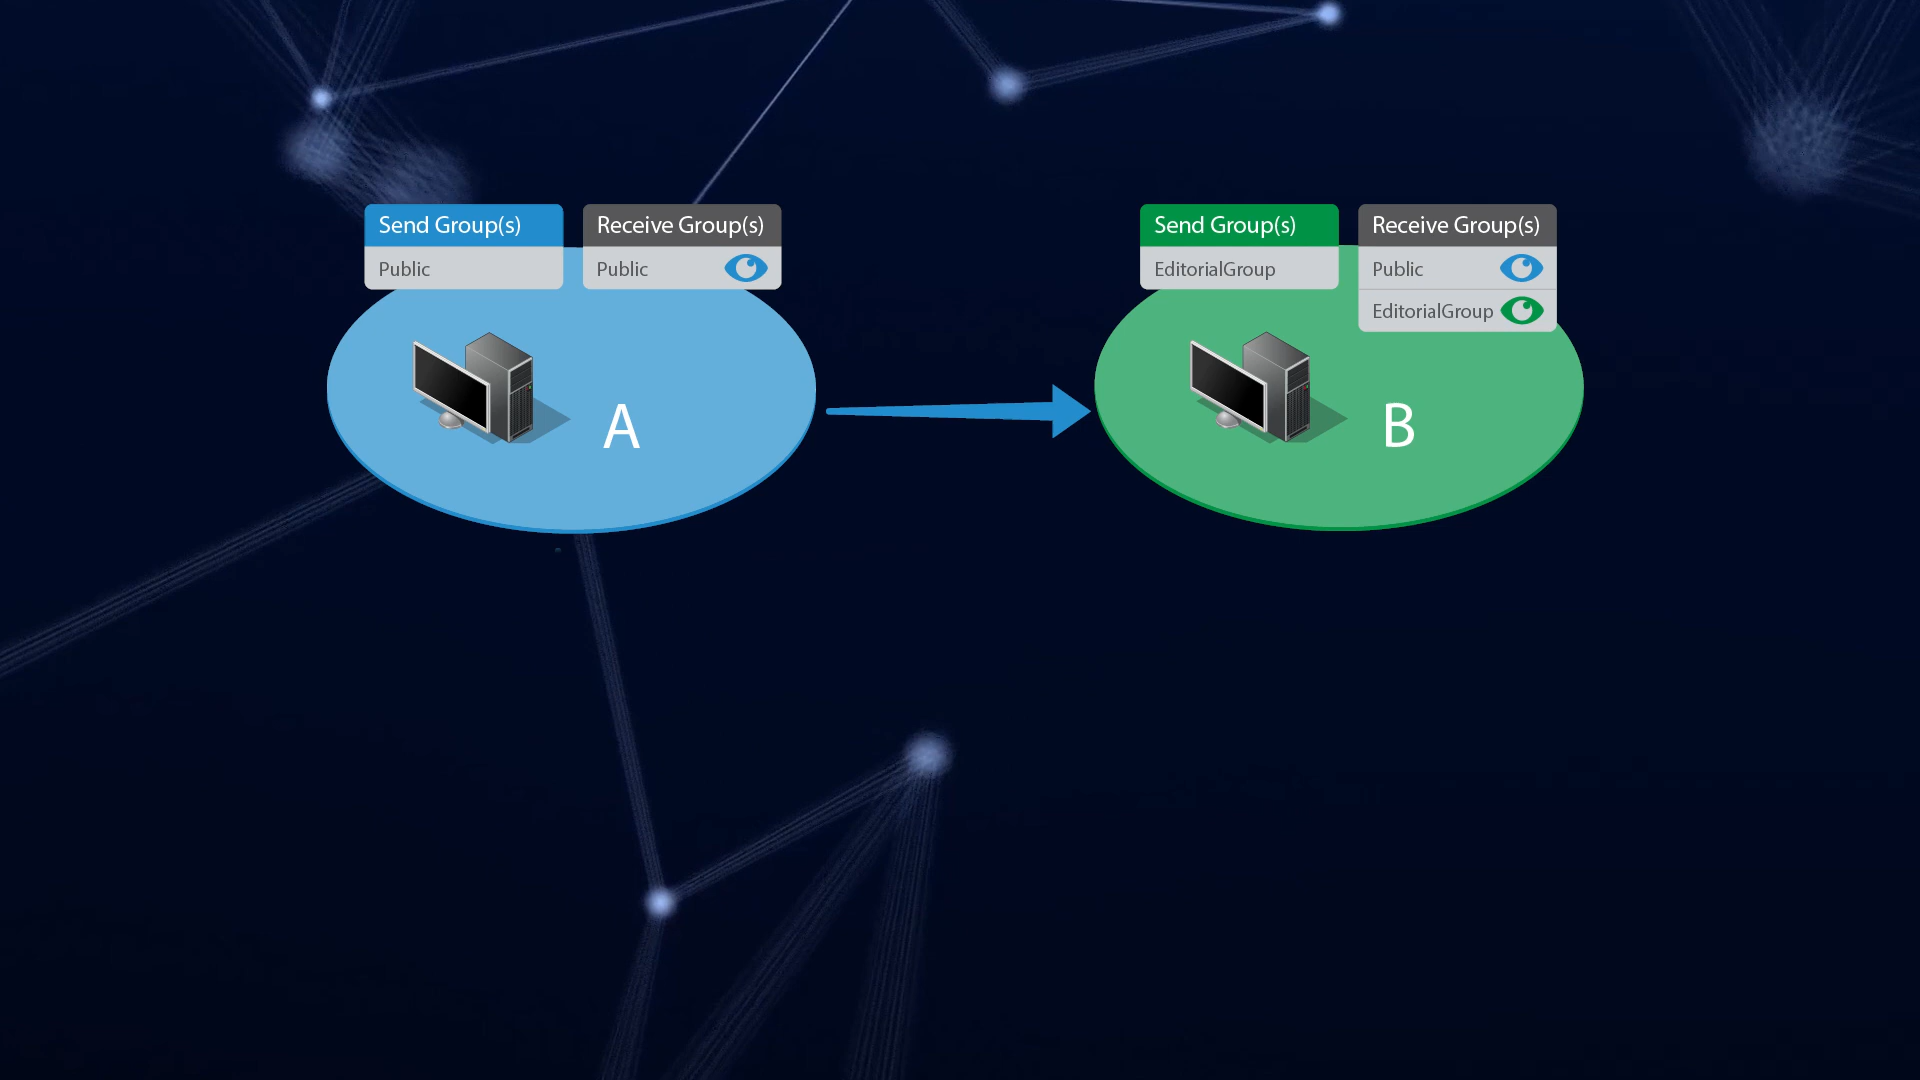 Send Group(s)
Public
Receive Group(s)
Public
A
Send Group(s)
EditorialGroup
Receive Group(s)
Public
EditorialGroup
B